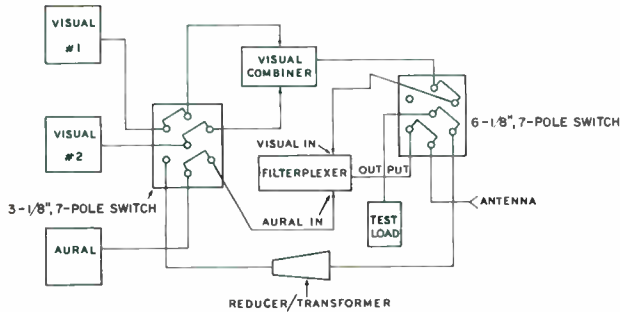 VISUAL
#1
VISUAL
COMBINER
6-1/8", 7-POLE SWITCH
VISUAL
#2
VISUAL IN
FILTERPLEXER
OUT PUT
3-1/8", 7-POLE SWITCH
AURAL IN
TEST
LOAD
ANTENNA
AURAL
REDUCER/TRANSFORMER